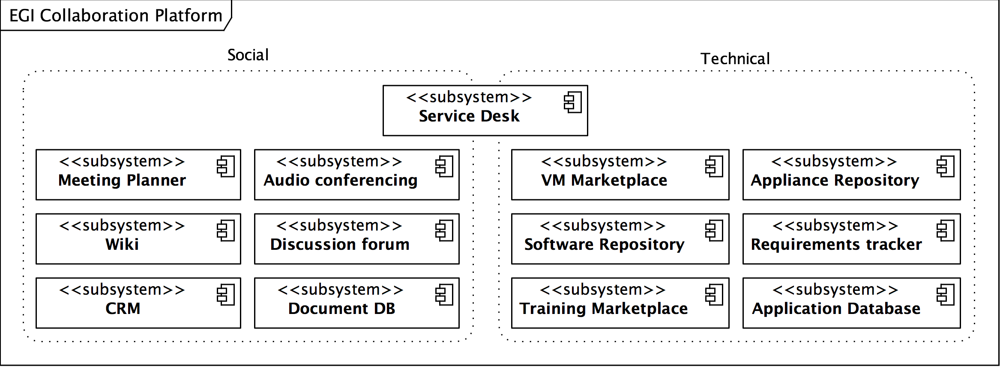 EGI Collaboration Platform
Social
Technical
<<subsystem>>
Service Desk
<<subsystem>>
Meeting Planner
<<subsystem>>
Audio conferencing
<<subsystem>>
VM Marketplace
<<subsystem>>
Appliance Repository
<<subsystem>>
Wiki
<<subsystem>>
Discussion forum
<<subsystem>>
Software Repository
<<subsystem>>
Requirements tracker
<<subsystem>>
CRM
<<subsystem>>
Document DB
<<subsystem>>
Training Marketplace
<<subsystem>>
Application Database